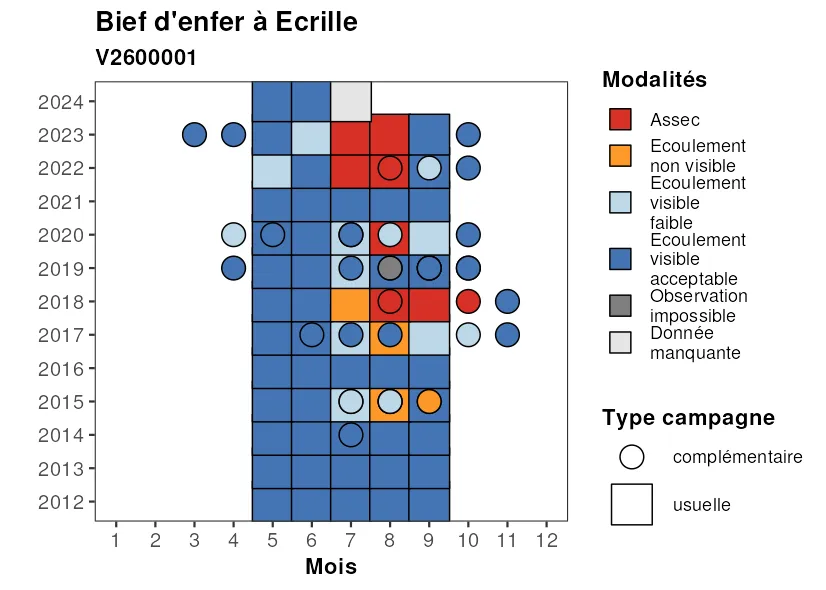 Bief d'enfer à Ecrille
V2600001
2024
2023
2022
2021
2020
2019
2018
2017
2016
2015
2014
2013
2012
1 2 3 4 5 6 7 8 9 10 11 12
Mois
Modalités
Assec
Ecoulement
non visible
Ecoulement
visible
faible
Ecoulement
visible
acceptable
Observation
impossible
Donnée
manquante
Type campagne
complémentaire
usuelle